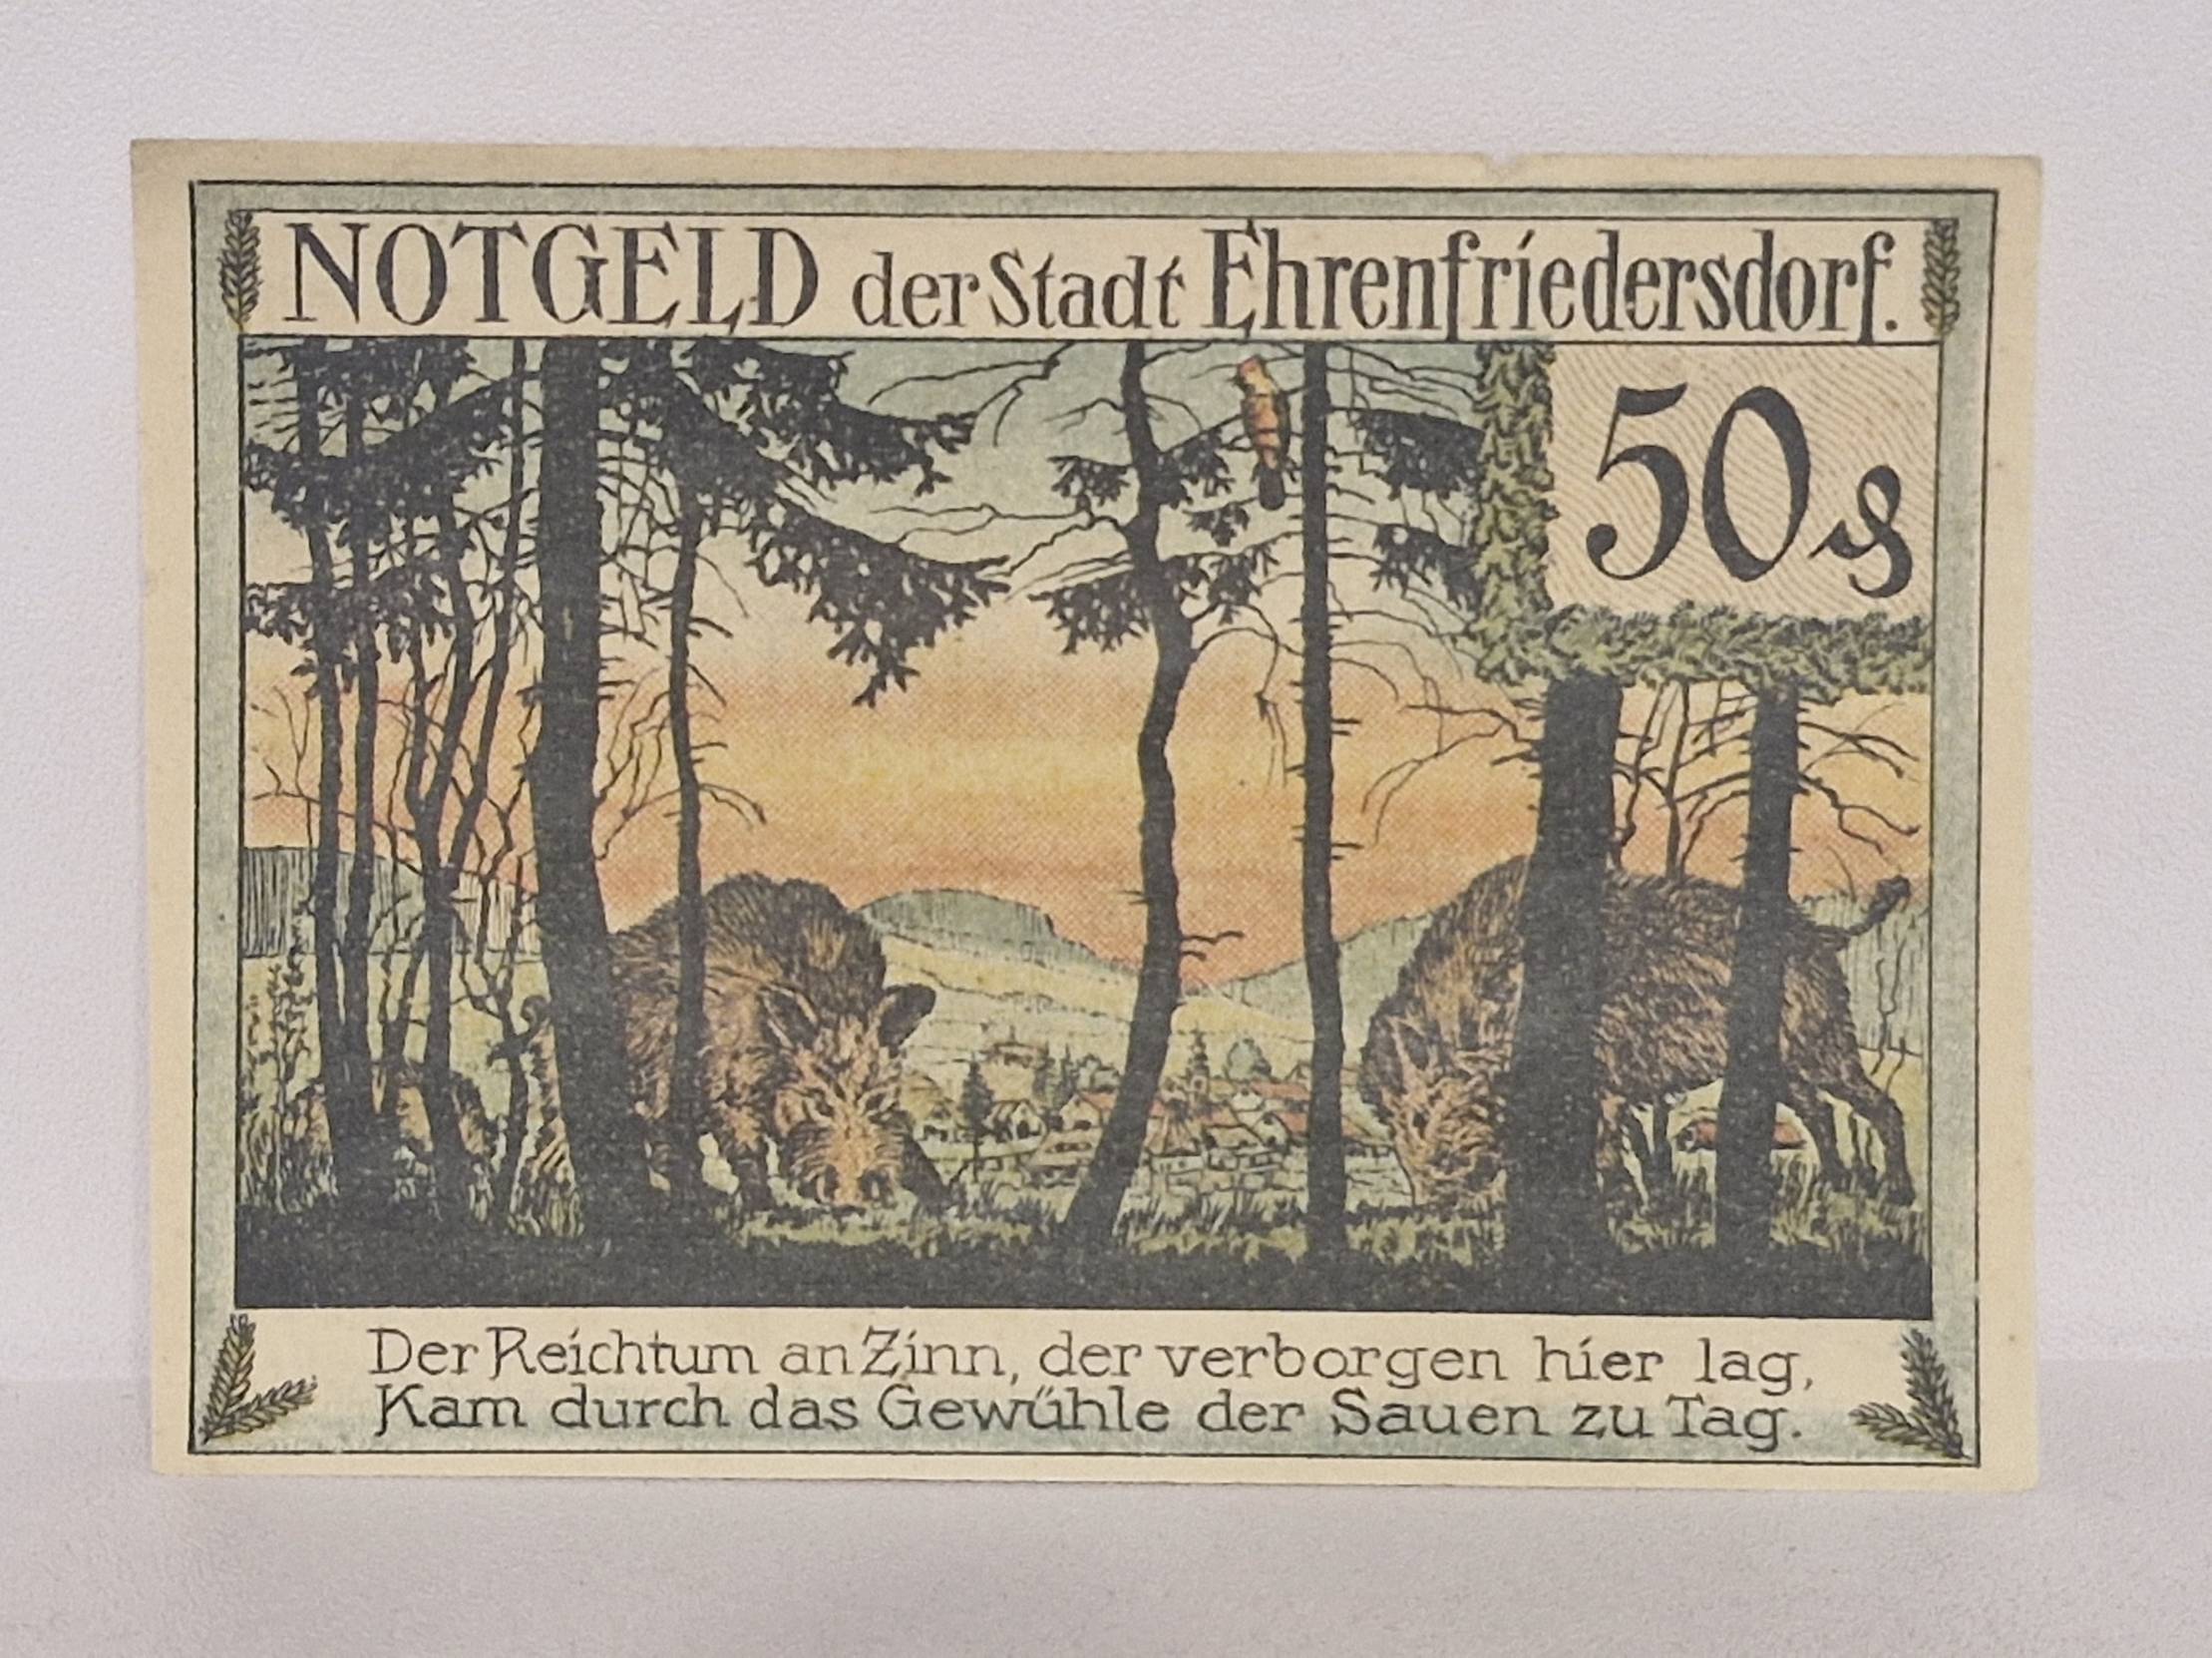 NOTGELD der Stadt Ehrenfriedersdorf.
50 ₰
Der Reichtum an Zinn, der verborgen hier lag,
Kam durch das Gewühle der Sauen zu Tag.